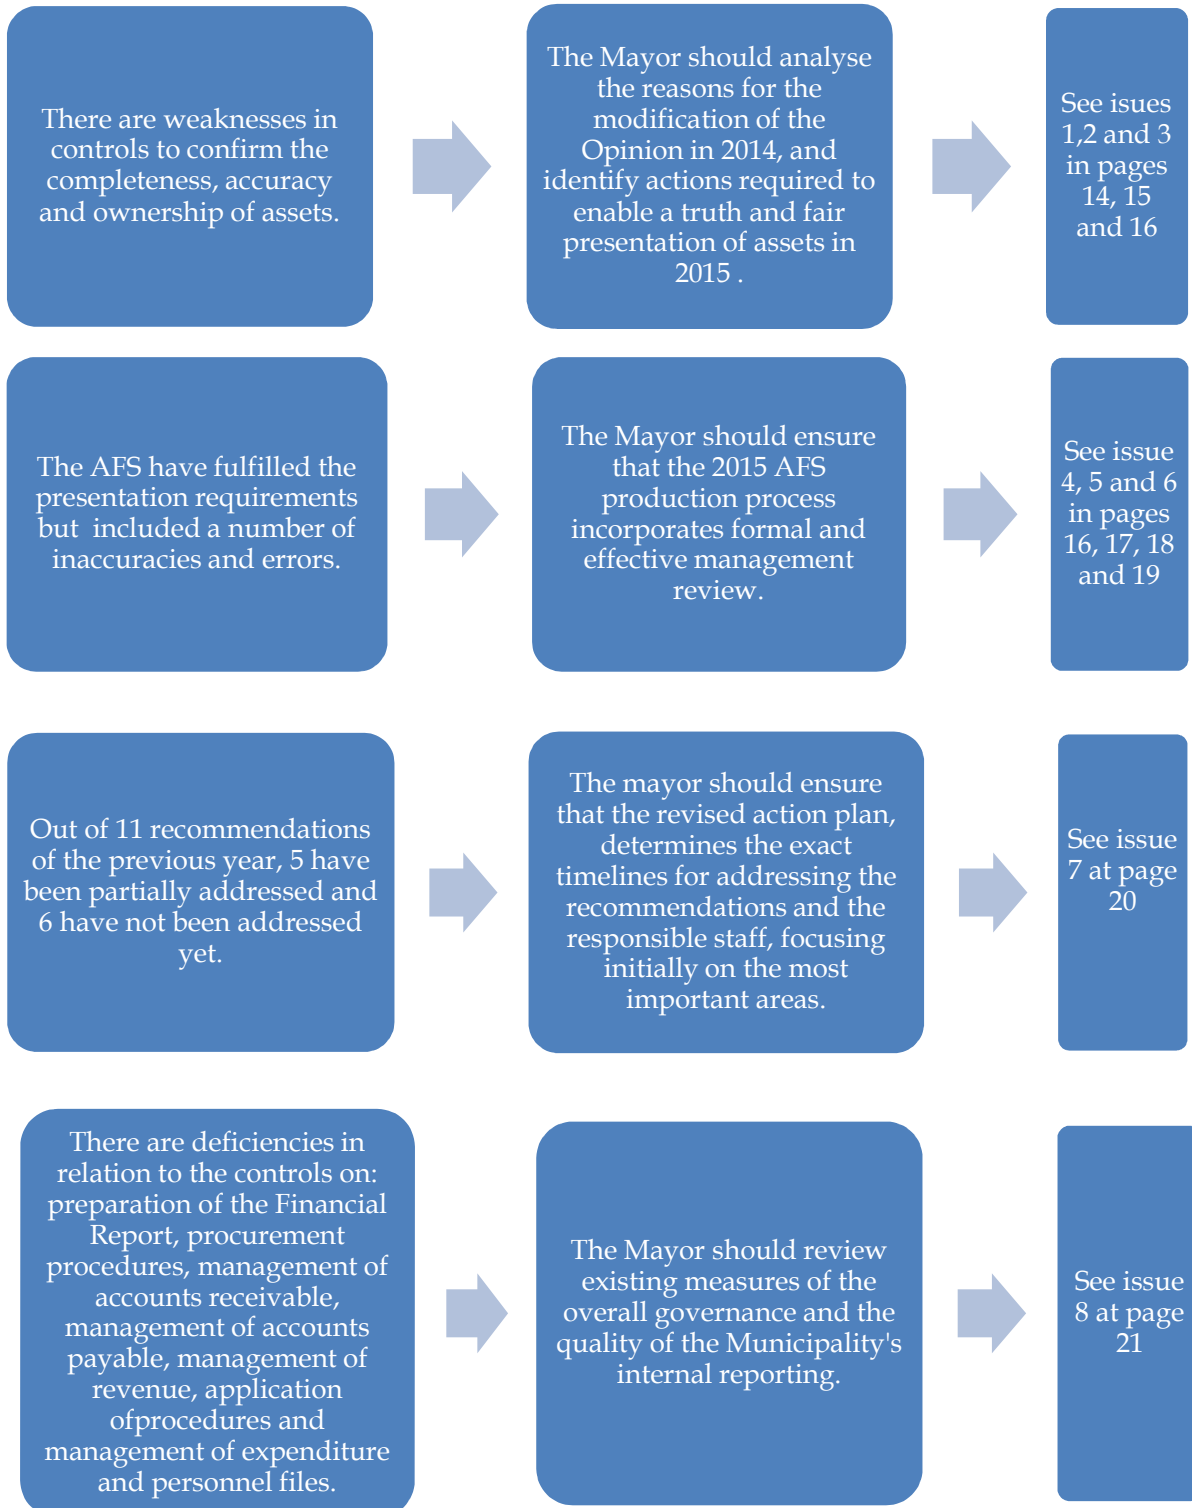 There are weaknesses in
controls to confirm the
completeness, accuracy
and ownership of assets.
The Mayor should analyse
the reasons for the
modification of the
Opinion in 2014, and
identify actions required to
enable a truth and fair
presentation of assets in
2015 .
See isues
1,2 and 3
in pages
14, 15
and 16
The AFS have fulfilled the
presentation requirements
but  included a number of
inaccuracies and errors.
The Mayor should ensure
that the 2015 AFS
production process
incorporates formal and
effective management
review.
See issue
4, 5 and 6
in pages
16, 17, 18
and 19
Out of 11 recommendations
of the previous year, 5 have
been partially addressed and
6 have not been addressed
yet.
The mayor should ensure
that the revised action plan,
determines the exact
timelines for addressing the
recommendations and the
responsible staff, focusing
initially on the most
important areas.
See issue
7 at page
20
There are deficiencies in
relation to the controls on:
preparation of the Financial
Report, procurement
procedures, management of
accounts receivable,
management of accounts
payable, management of
revenue, application
ofprocedures and
management of expenditure
and personnel files.
The Mayor should review
existing measures of the
overall governance and the
quality of the Municipality's
internal reporting.
See issue
8 at page
21